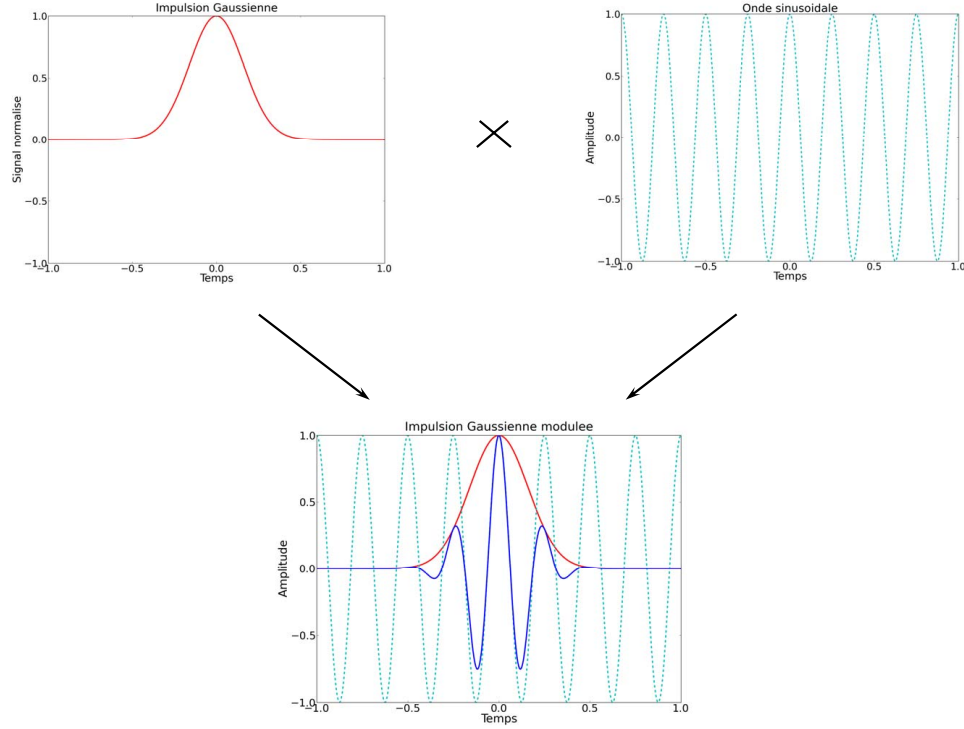 Impulsion Gaussienne
1.0
0.5
0.0
−0.5
−1.0
Signal normalise
−1.0 −0.5 0.0 0.5 1.0
Temps
Onde sinusoidale
1.0
0.5
0.0
−0.5
−1.0
Amplitude
−1.0 −0.5 0.0 0.5 1.0
Temps
Impulsion Gaussienne modulee
1.0
0.5
0.0
−0.5
−1.0
Amplitude
−1.0 −0.5 0.0 0.5 1.0
Temps